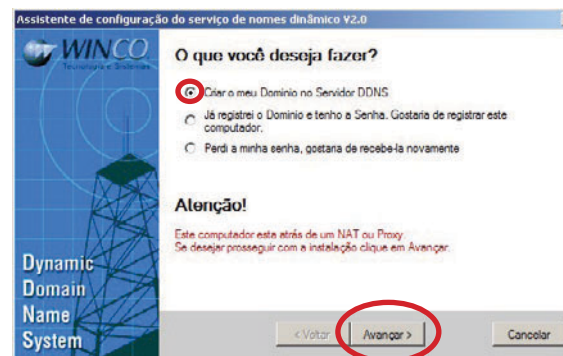 Assistente de configuração do serviço de nomes dinâmico V2.0
WINCO
Tecnologia e Sistemas
O que você deseja fazer?
Criar o meu Dominio no Servidor DDNS
Já registrei o Dominio e tenho a Senha. Gostaria de registrar este
computador.
Perdi a minha senha, gostaria de recebe-la novamente
Atenção!
Este computador esta atrás de um NAT ou Proxy.
Se desejar prosseguir com a instalação clique em Avançar.
Dynamic
Domain
Name
System
< Voltar
Avançar >
Cancelar